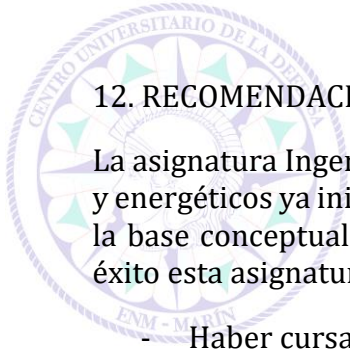 CENTRO UNIVERSITARIO DE LA DEFENSA
12. RECOMENDACI
La asignatura Ingen
y energéticos ya ini
la base conceptual
éxito esta asignatur
ENM - MARÍN
- Haber cursa